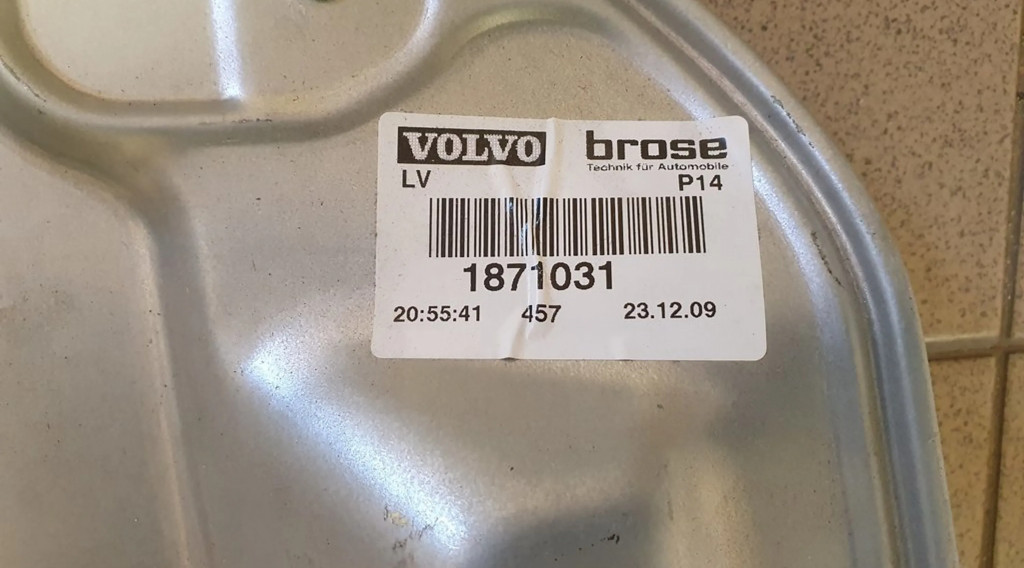 VOLVO brose
Technik für Automobile
LV P14
1871031
20:55:41 457 23.12.09